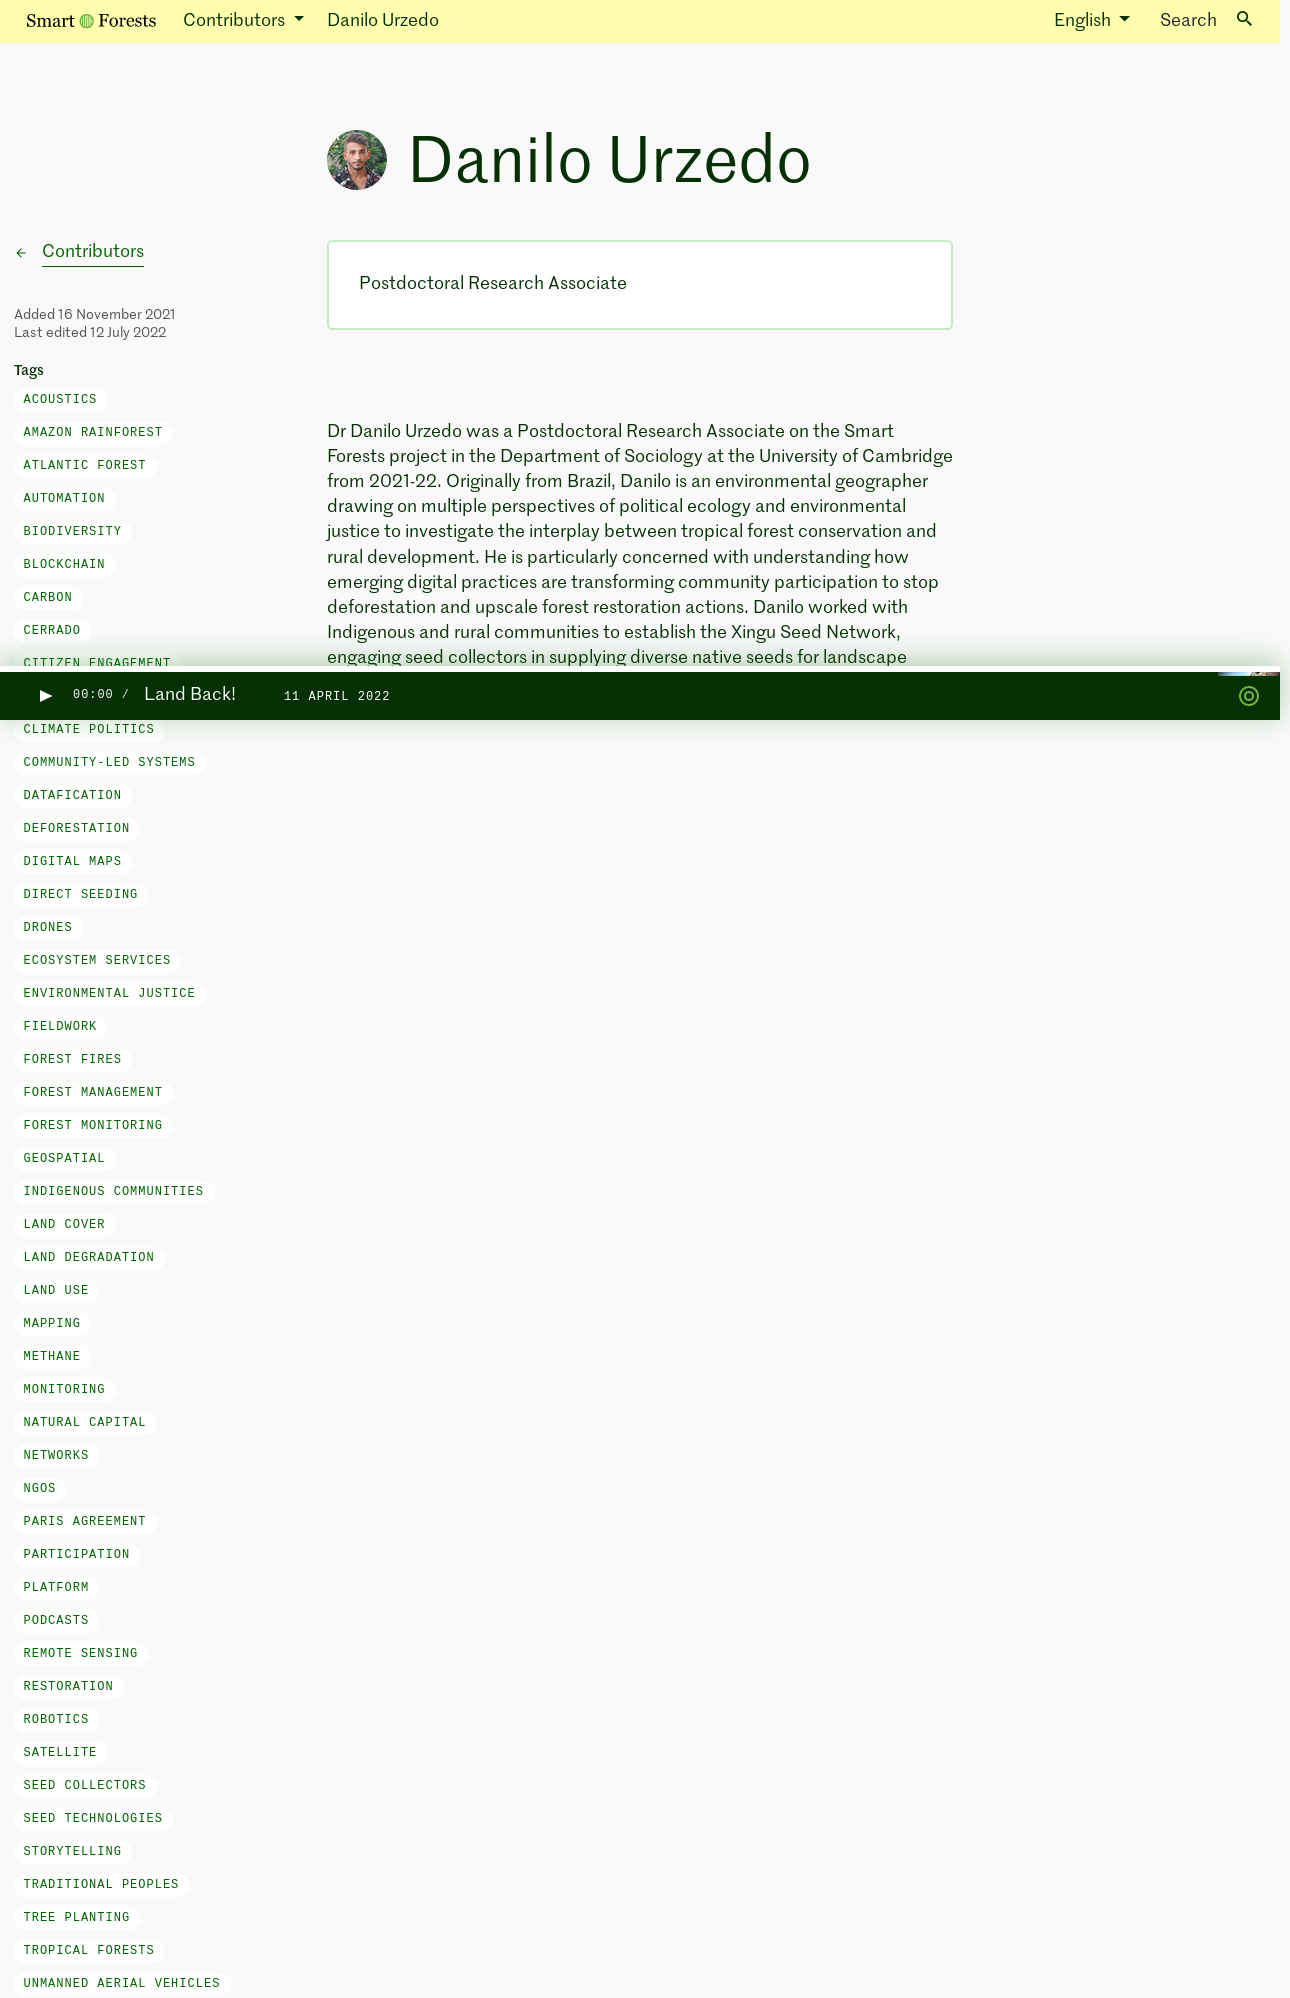 Smart Forests
Contributors
Danilo Urzedo
English
Search
Danilo Urzedo
Contributors
Added 16 November 2021
Last edited 12 July 2022
Tags
ACOUSTICS
AMAZON RAINFOREST
ATLANTIC FOREST
AUTOMATION
BIODIVERSITY
BLOCKCHAIN
CARBON
CERRADO
CITIZEN ENGAGEMENT
Postdoctoral Research Associate
Dr Danilo Urzedo was a Postdoctoral Research Associate on the Smart
Forests project in the Department of Sociology at the University of Cambridge
from 2021-22. Originally from Brazil, Danilo is an environmental geographer
drawing on multiple perspectives of political ecology and environmental
justice to investigate the interplay between tropical forest conservation and
rural development. He is particularly concerned with understanding how
emerging digital practices are transforming community participation to stop
deforestation and upscale forest restoration actions. Danilo worked with
Indigenous and rural communities to establish the Xingu Seed Network,
engaging seed collectors in supplying diverse native seeds for landscape
00:00 / Land Back! 11 APRIL 2022
CLIMATE POLITICS
COMMUNITY-LED SYSTEMS
DATAFICATION
DEFORESTATION
DIGITAL MAPS
DIRECT SEEDING
DRONES
ECOSYSTEM SERVICES
ENVIRONMENTAL JUSTICE
FIELDWORK
FOREST FIRES
FOREST MANAGEMENT
FOREST MONITORING
GEOSPATIAL
INDIGENOUS COMMUNITIES
LAND COVER
LAND DEGRADATION
LAND USE
MAPPING
METHANE
MONITORING
NATURAL CAPITAL
NETWORKS
NGOS
PARIS AGREEMENT
PARTICIPATION
PLATFORM
PODCASTS
REMOTE SENSING
RESTORATION
ROBOTICS
SATELLITE
SEED COLLECTORS
SEED TECHNOLOGIES
STORYTELLING
TRADITIONAL PEOPLES
TREE PLANTING
TROPICAL FORESTS
UNMANNED AERIAL VEHICLES